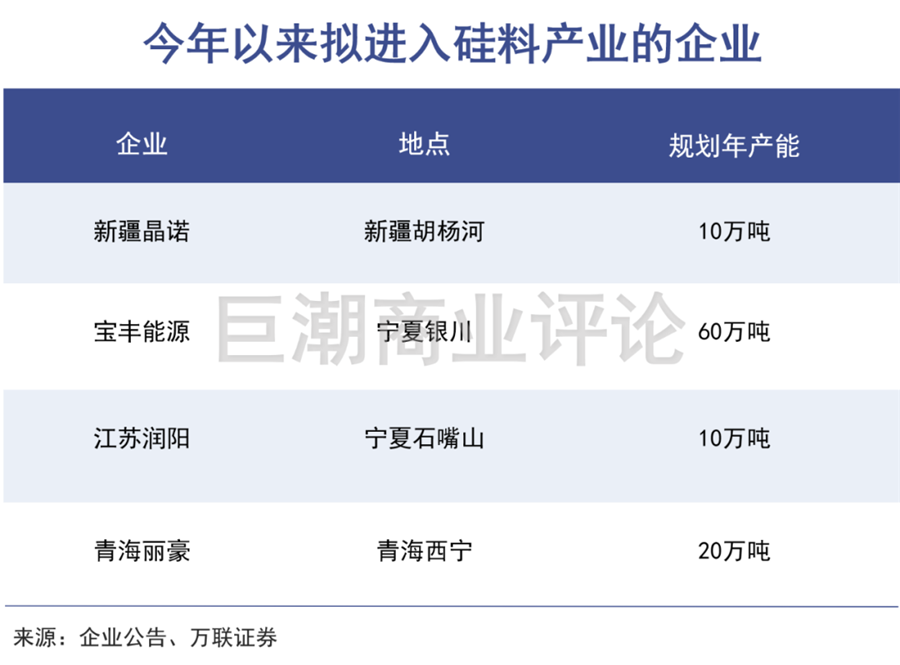 今年以来拟进入硅料产业的企业
企业 地点 规划年产能
新疆晶诺 新疆胡杨河 10万吨
巨潮商业评论
宝丰能源 宁夏银川 60万吨
江苏润阳 宁夏石嘴山 10万吨
青海丽豪 青海西宁 20万吨
来源：企业公告、万联证券